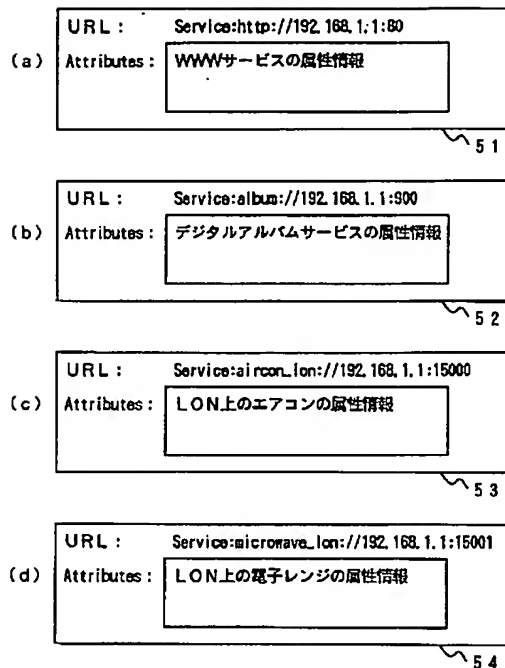 URL: Service:http://192.168.1.1:80
(a) Attributes: WWWサービスの属性情報
51
URL: Service:album://192.168.1.1:900
(b) Attributes: デジタルアルバムサービスの属性情報
52
URL: Service:aircon_lon://192.168.1.1:15000
(c) Attributes: LON上のエアコンの属性情報
53
URL: Service:microwave_lon://192.168.1.1:15001
(d) Attributes: LON上の電子レンジの属性情報
54